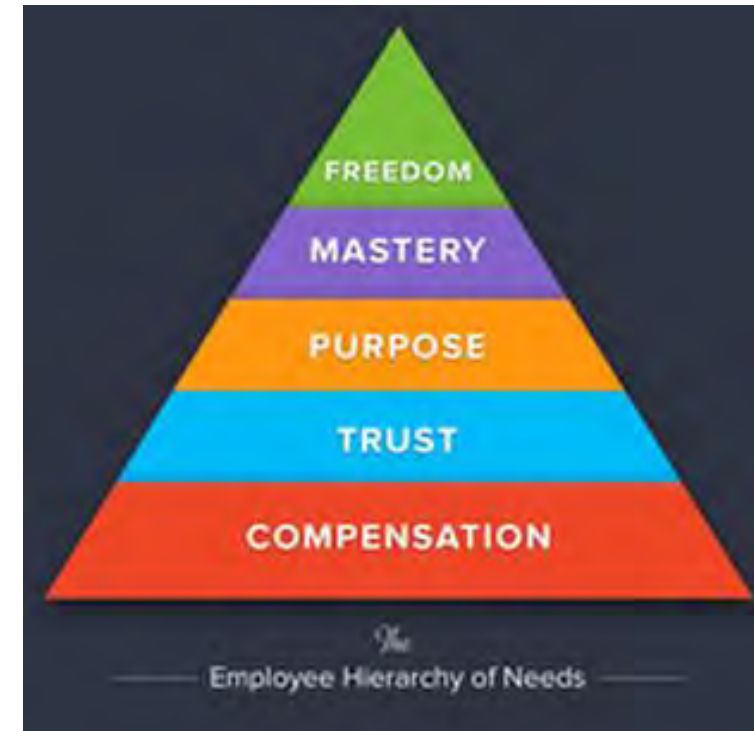 FREEDOM
MASTERY
PURPOSE
TRUST
COMPENSATION
The
Employee Hierarchy of Needs